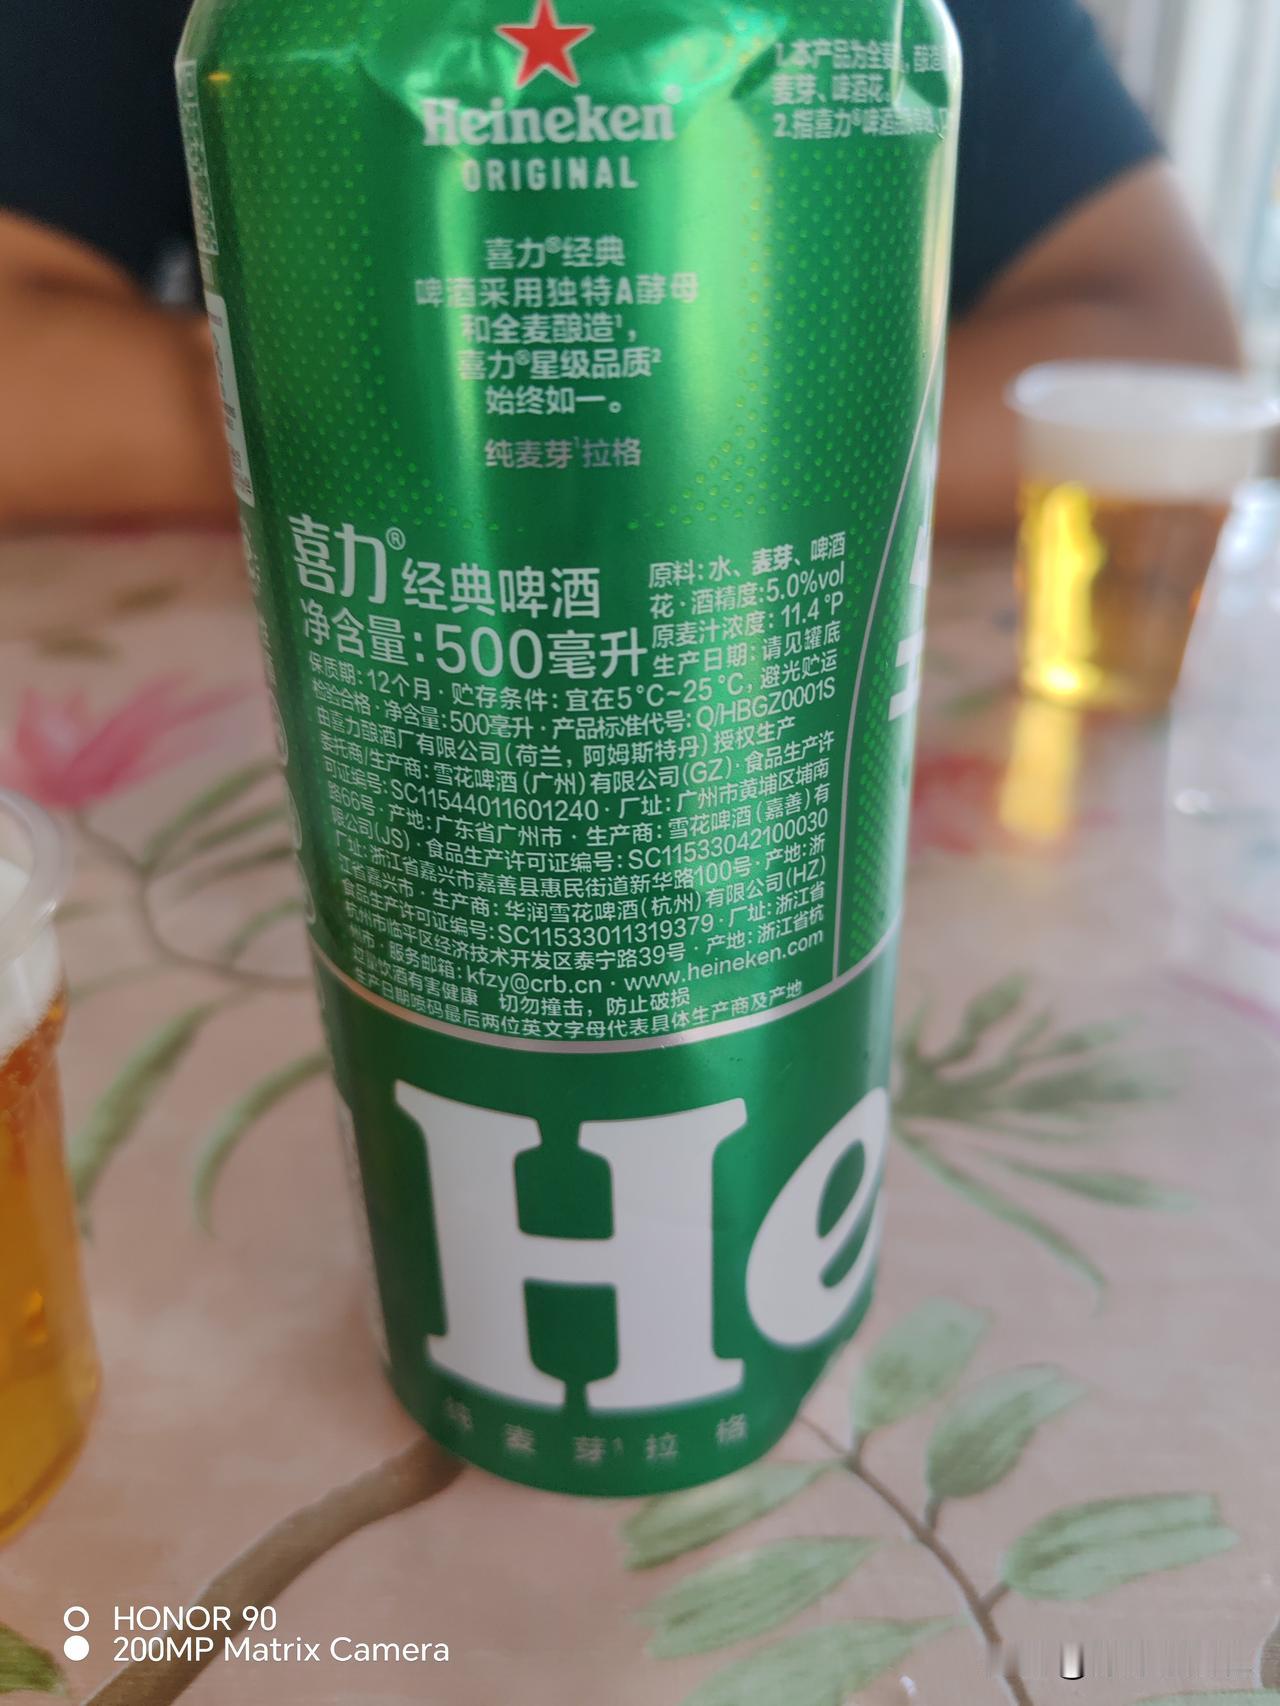 Heineken®
ORIGINAL
1.本产品为全麦,酿造
麦芽、啤酒花。
2.指喜力®啤酒
喜力®经典
啤酒采用独特A酵母
和全麦酿造¹,
喜力®星级品质²
始终如一。
纯麦芽¹拉格
喜力®经典啤酒
净含量:500毫升
原料:水、麦芽、啤酒
花·酒精度:5.0%vol
原麦汁浓度:11.4°P
生产日期:请见罐底
保质期:12个月·贮存条件:宜在5°C~25°C,避光贮运
检验合格·净含量:500毫升·产品标准代号:Q/HBGZ0001S
由喜力酿酒厂有限公司(荷兰,阿姆斯特丹)授权生产
委托商/生产商:雪花啤酒(广州)有限公司(GZ)·食品生产许
可证编号:SC11544011601240·厂址:广州市黄埔区埔南
路66号·产地:广东省广州市·生产商:雪花啤酒(嘉善)有
限公司(JS)·食品生产许可证编号:SC11533042100030
厂址:浙江省嘉兴市嘉善县惠民街道新华路100号·产地:浙
江省嘉兴市·生产商:华润雪花啤酒(杭州)有限公司(HZ)
食品生产许可证编号:SC11533011319379·厂址:浙江省
杭州市临平区经济技术开发区泰宁路39号·产地:浙江省杭
州市·服务邮箱:kfzy@crb.cn·www.heineken.com
过量饮酒有害健康 切勿撞击,防止破损
生产日期喷码最后两位英文字母代表具体生产商及产地
He
纯麦芽¹拉格
HONOR 90
200MP Matrix Camera